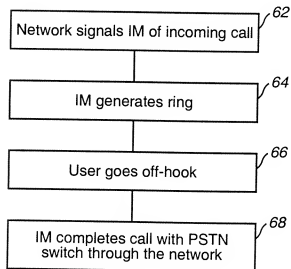 62
Network signals IM of incoming call
64
IM generates ring
66
User goes off-hook
68
IM completes call with PSTN
switch through the network